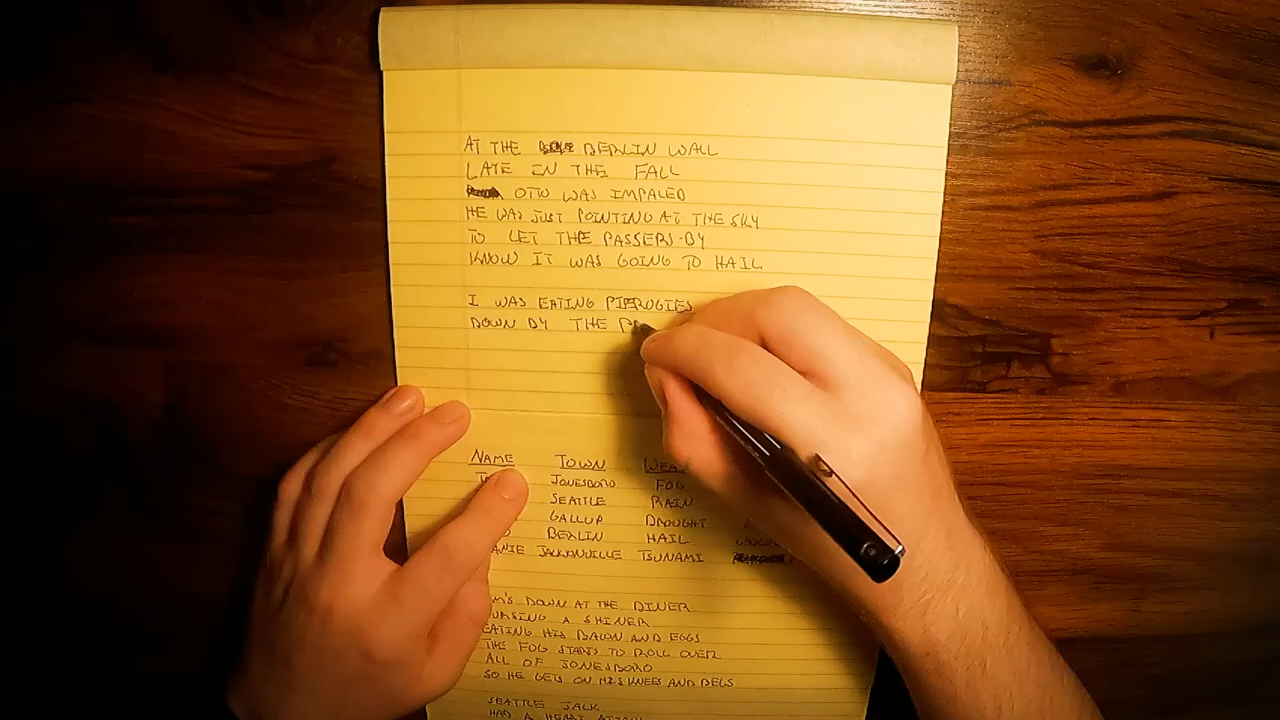 AT THE BERLIN WALL
LATE IN THE FALL
OTTO WAS IMPALED
HE WAS JUST POINTING AT THE SKY
TO LET THE PASSERS-BY
KNOW IT WAS GOING TO HAIL
I WAS EATING PIEROGIES
DOWN BY THE
NAME TOWN
JONESBORO FOG
SEATTLE RAIN
GALLUP DROUGHT
BERLIN HAIL
JACKSONVILLE TSUNAMI
DOWN AT THE DINER
A SHINER
EATING HIS BACON AND EGGS
THE FOG STARTS TO ROLL OVER
ALL OF JONESBORO
SO HE GETS ON HIS KNEES AND BEGS
SEATTLE JACK
HAD A HEART ATTACK